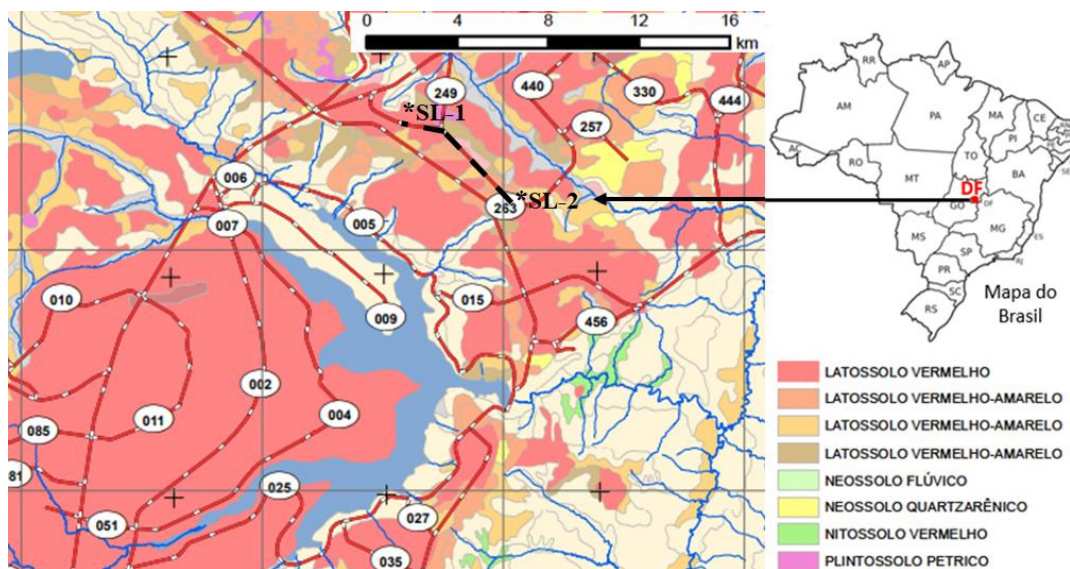 0 4 8 16
km
249
440
330
444
*SL-1
257
006
*SL-2
263
005
007
010
015
009
456
002
004
011
085
81
025
051
027
035
RR
AP
AM
PA
MA
CE
PI
AC
TO
RO
BA
MT
DF
DF
GO
MG
ES
MS
SP
RJ
PR
SC
RS
Mapa do
Brasil
LATOSSOLO VERMELHO
LATOSSOLO VERMELHO-AMARELO
LATOSSOLO VERMELHO-AMARELO
LATOSSOLO VERMELHO-AMARELO
NEOSSOLO FLÚVICO
NEOSSOLO QUARTZARÊNICO
NITOSSOLO VERMELHO
PLINTOSSOLO PETRICO